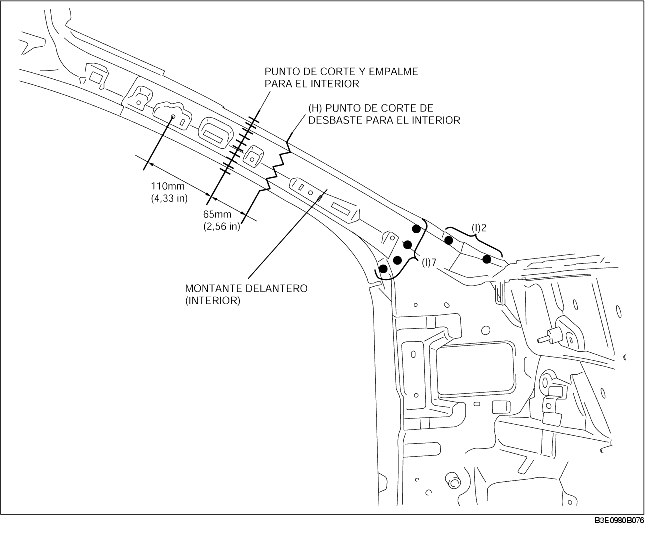 PUNTO DE CORTE Y EMPALME
PARA EL INTERIOR
(H) PUNTO DE CORTE DE
DESBASTE PARA EL INTERIOR
110mm
(4,33 in)
65mm
(2,56 in)
(I)2
(I)7
MONTANTE DELANTERO
(INTERIOR)
B3E0980B076